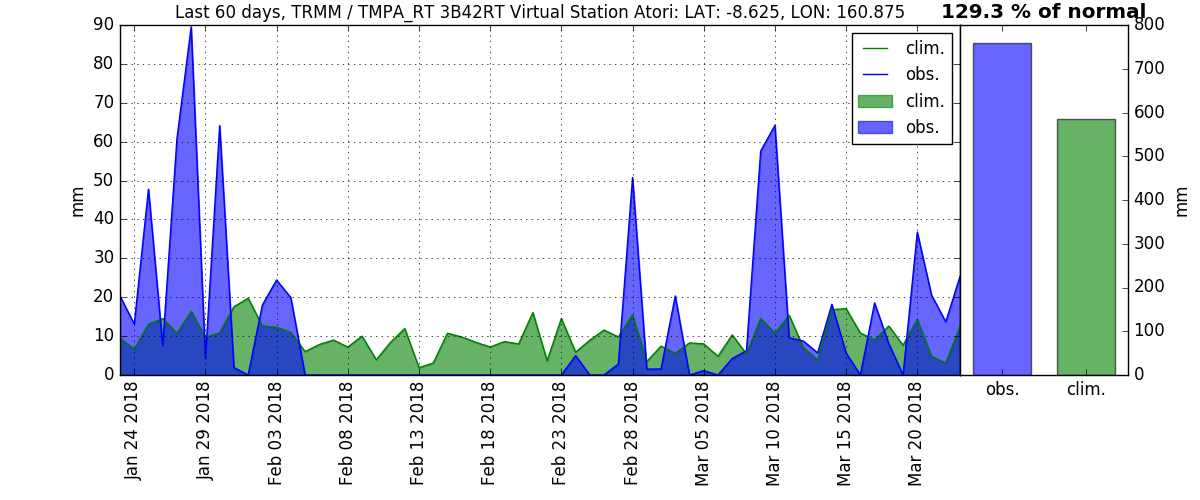 Last 60 days, TRMM / TMPA_RT 3B42RT Virtual Station Atori: LAT: -8.625, LON: 160.875
129.3 % of normal
90
80
70
60
50
40
30
20
10
0
mm
clim.
obs.
clim.
obs.
Jan 24 2018
Jan 29 2018
Feb 03 2018
Feb 08 2018
Feb 13 2018
Feb 18 2018
Feb 23 2018
Feb 28 2018
Mar 05 2018
Mar 10 2018
Mar 15 2018
Mar 20 2018
800
700
600
500
400
300
200
100
0
mm
obs.
clim.